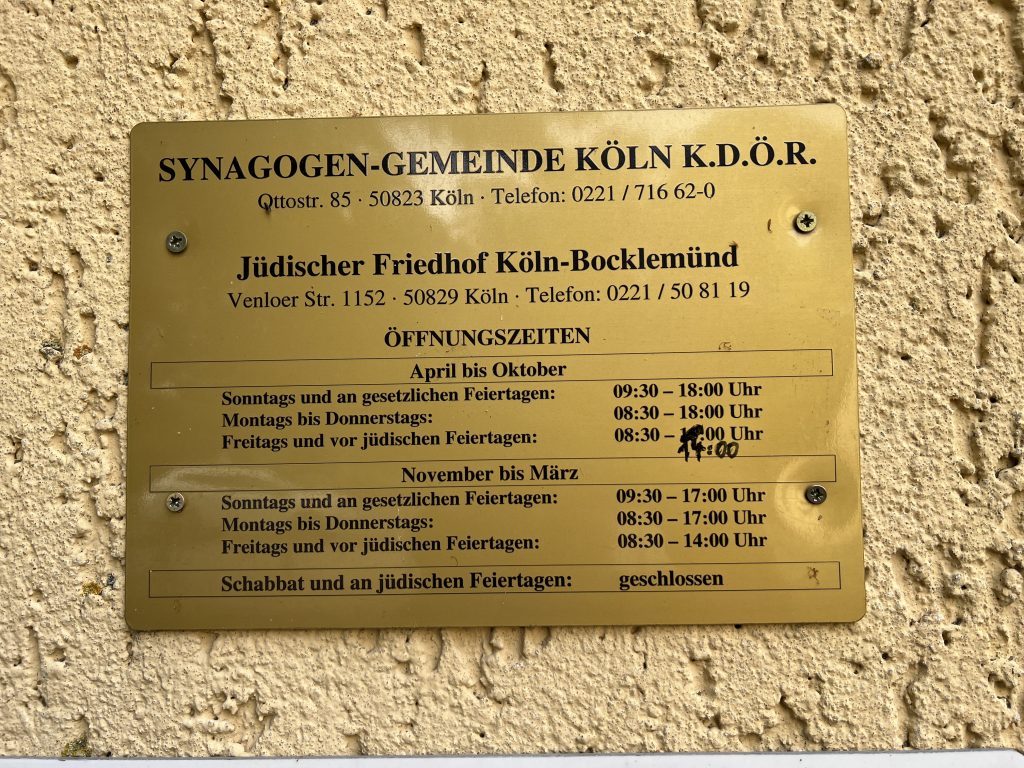 SYNAGOGEN-GEMEINDE KÖLN K.D.Ö.R.
Ottostr. 85 · 50823 Köln · Telefon: 0221 / 716 62-0
Jüdischer Friedhof Köln-Bocklemünd
Venloer Str. 1152 · 50829 Köln · Telefon: 0221 / 50 81 19
ÖFFNUNGSZEITEN
April bis Oktober
Sonntags und an gesetzlichen Feiertagen: 09:30 – 18:00 Uhr
Montags bis Donnerstags: 08:30 – 18:00 Uhr
Freitags und vor jüdischen Feiertagen: 08:30 – :00 Uhr
14:00
November bis März
Sonntags und an gesetzlichen Feiertagen: 09:30 – 17:00 Uhr
Montags bis Donnerstags: 08:30 – 17:00 Uhr
Freitags und vor jüdischen Feiertagen: 08:30 – 14:00 Uhr
Schabbat und an jüdischen Feiertagen: geschlossen